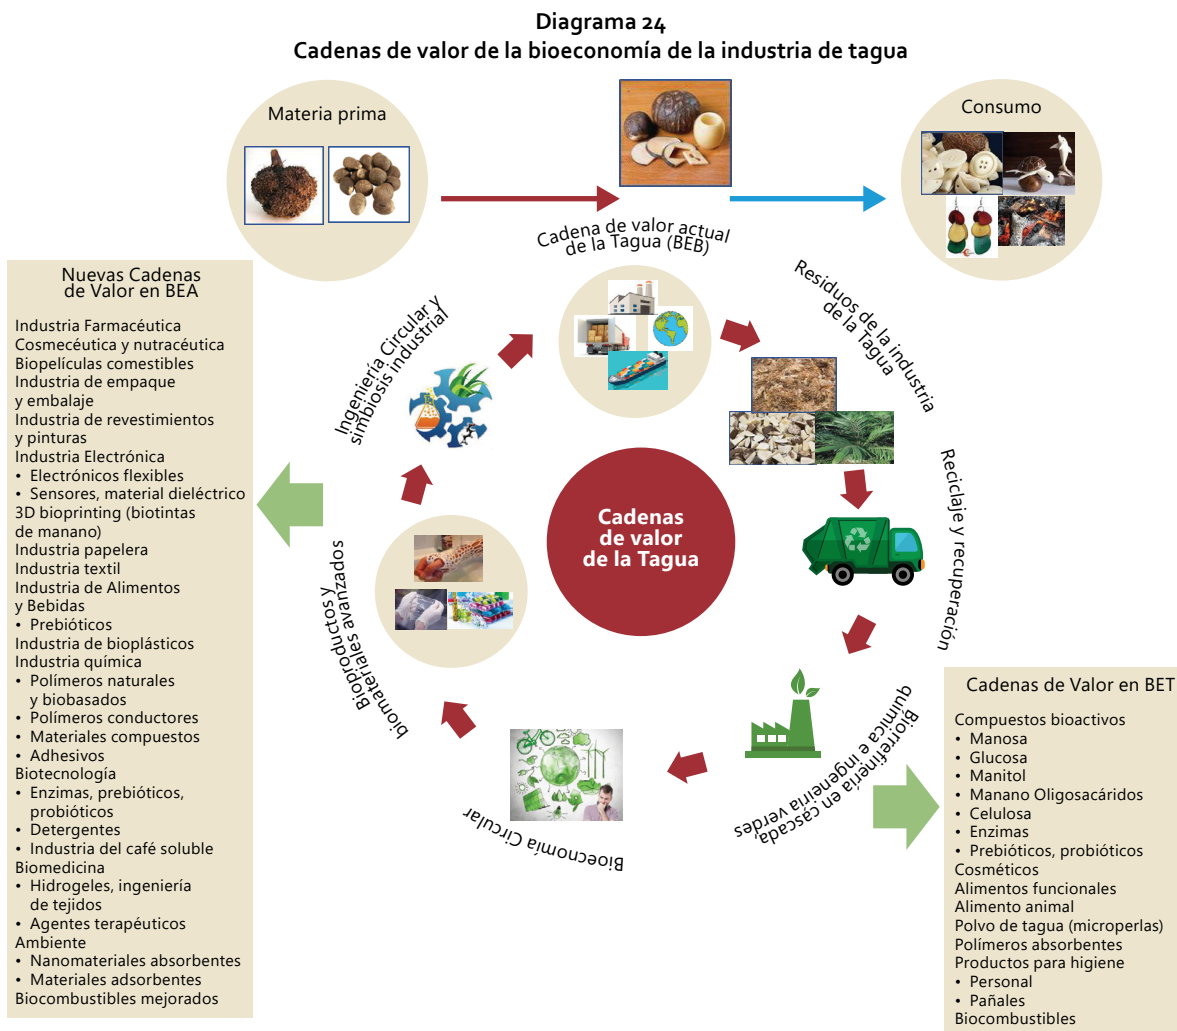 Diagrama 24
Cadenas de valor de la bioeconomía de la industria de tagua
Materia prima
Consumo
Cadena de valor actual
de la Tagua (BEB)
Residuos de la industria
de la Tagua
Reciclaje y recuperación
Biorrefinería en cascada,
química e ingeniería verdes
Bioecnomía Circular
Bioproductos y
biomateriales avanzados
Ingeniería Circular y
simbiosis industrial
Cadenas
de valor
de la Tagua
Nuevas Cadenas
de Valor en BEA
Industria Farmacéutica
Cosmecéutica y nutracéutica
Biopelículas comestibles
Industria de empaque
y embalaje
Industria de revestimientos
y pinturas
Industria Electrónica
• Electrónicos flexibles
• Sensores, material dieléctrico
3D bioprinting (biotintas
de manano)
Industria papelera
Industria textil
Industria de Alimentos
y Bebidas
• Prebióticos
Industria de bioplásticos
Industria química
• Polímeros naturales
y biobasados
• Polímeros conductores
• Materiales compuestos
• Adhesivos
Biotecnología
• Enzimas, prebióticos,
probióticos
• Detergentes
• Industria del café soluble
Biomedicina
• Hidrogeles, ingeniería
de tejidos
• Agentes terapéuticos
Ambiente
• Nanomateriales absorbentes
• Materiales adsorbentes
Biocombustibles mejorados
Cadenas de Valor en BET
Compuestos bioactivos
• Manosa
• Glucosa
• Manitol
• Manano Oligosacáridos
• Celulosa
• Enzimas
• Prebióticos, probióticos
Cosméticos
Alimentos funcionales
Alimento animal
Polvo de tagua (microperlas)
Polímeros absorbentes
Productos para higiene
• Personal
• Pañales
Biocombustibles